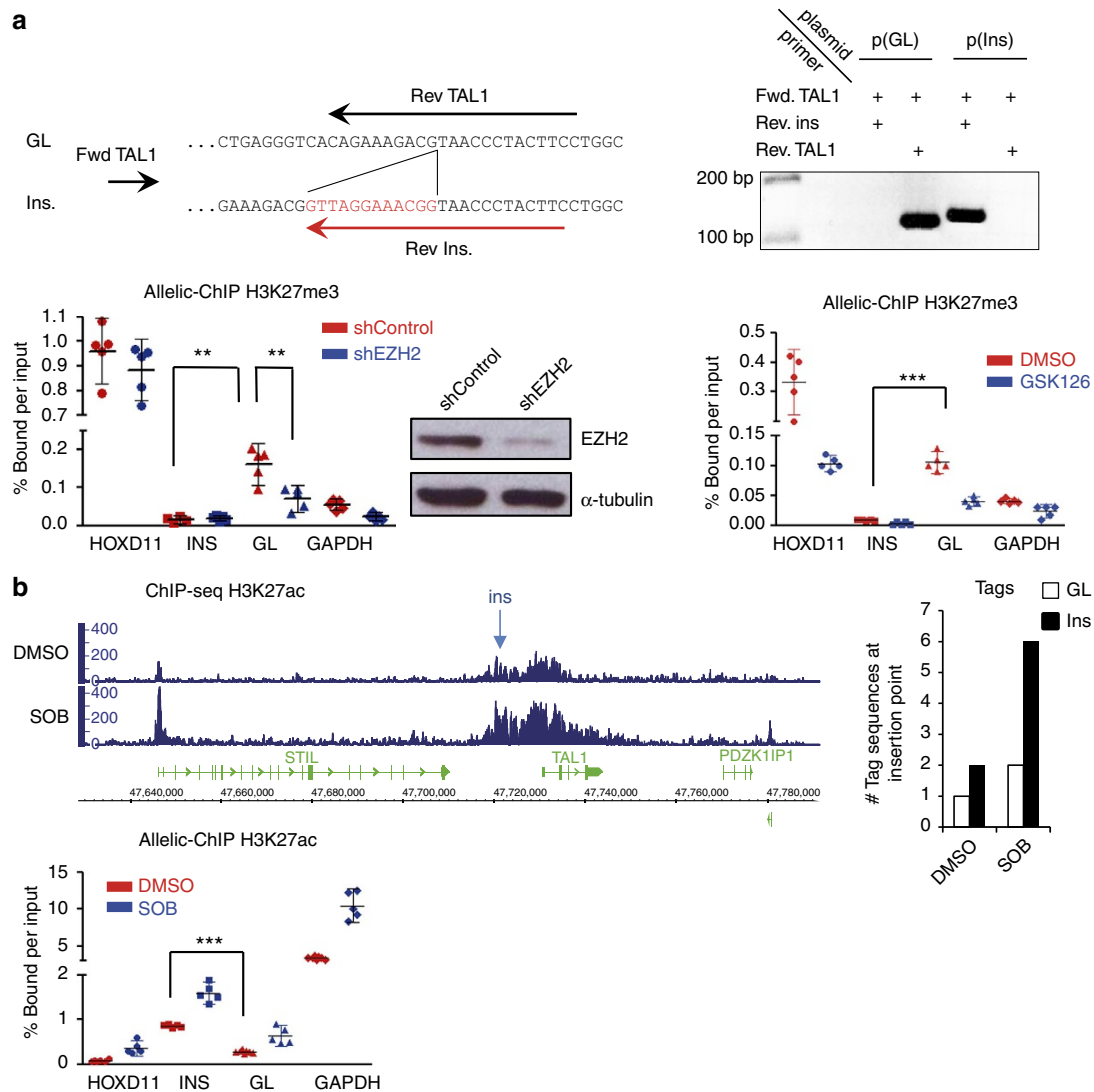 a
Rev TAL1
GL
...CTGAGGGTCACAGAAAGACGTAACCCTACTTCCTGGC
Fwd TAL1
Ins.
...GAAAGACGGTTAGGAAACGGTAACCCTACTTCCTGGC
Rev Ins.
plasmid
primer
p(GL) p(Ins)
Fwd. TAL1 + + + +
Rev. ins + +
Rev. TAL1 + +
200 bp
100 bp
Allelic-ChIP H3K27me3
% Bound per input
1.1
1.0
0.9
0.8
0.7
0.2
0.1
0.0
** **
shControl
shEZH2
HOXD11 INS GL GAPDH
shControl shEZH2
EZH2
α-tubulin
Allelic-ChIP H3K27me3
% Bound per input
0.5
0.4
0.3
0.2
0.10
0.05
0.00
***
DMSO
GSK126
HOXD11 INS GL GAPDH
b
ChIP-seq H3K27ac
ins
DMSO
400
200
0
SOB
400
200
0
STIL TAL1 PDZK1IP1
47,640,000 47,660,000 47,680,000 47,700,000 47,720,000 47,740,000 47,760,000 47,780,000
Tags
GL
Ins
# Tag sequences at
insertion point
7
6
5
4
3
2
1
0
DMSO SOB
Allelic-ChIP H3K27ac
% Bound per input
15
10
5
2
1
0
DMSO
SOB
***
HOXD11 INS GL GAPDH